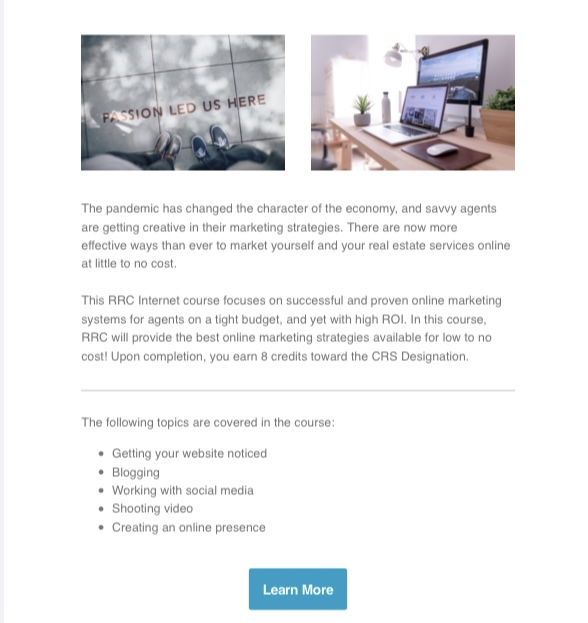 PASSION LED US HERE
The pandemic has changed the character of the economy, and savvy agents
are getting creative in their marketing strategies. There are now more
effective ways than ever to market yourself and your real estate services online
at little to no cost.
This RRC Internet course focuses on successful and proven online marketing
systems for agents on a tight budget, and yet with high ROI. In this course,
RRC will provide the best online marketing strategies available for low to no
cost! Upon completion, you earn 8 credits toward the CRS Designation.
The following topics are covered in the course:
• Getting your website noticed
• Blogging
• Working with social media
• Shooting video
• Creating an online presence
Learn More